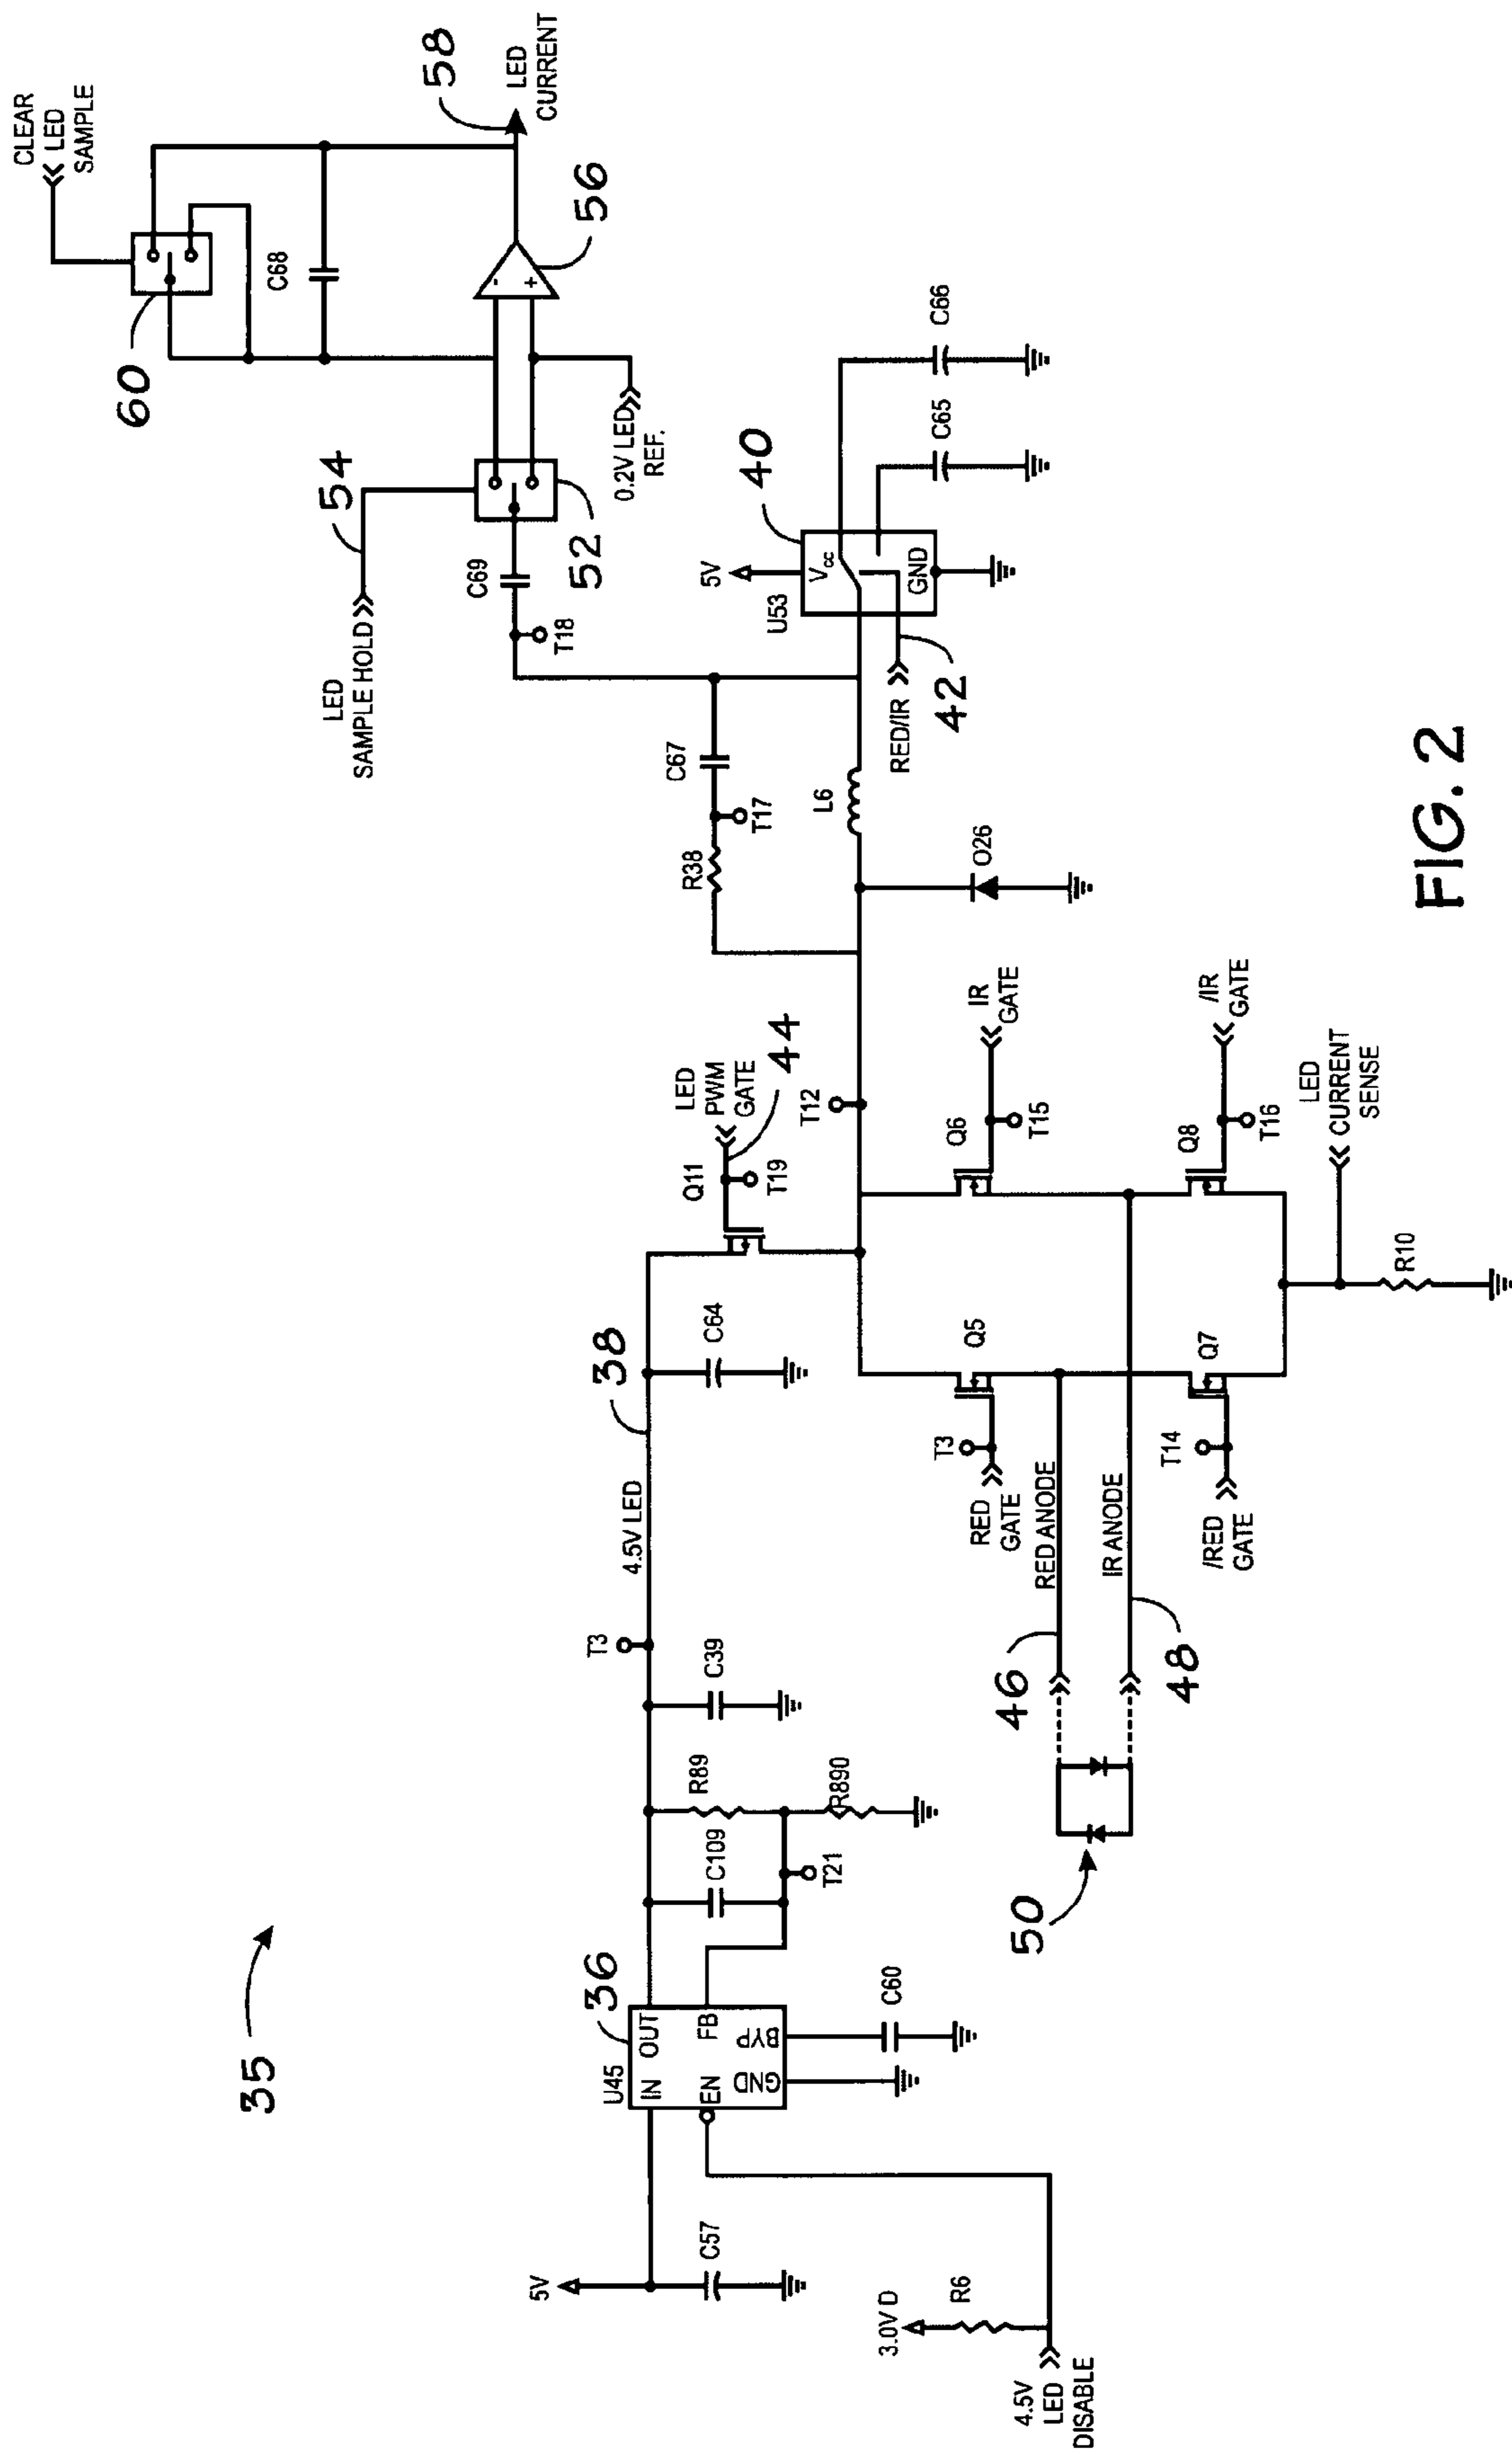 35
5V
C57
3.0V D
R6
4.5V
LED
DISABLE
U45
36
IN
OUT
EN
FB
GND
BYP
C60
C109
R89
R890
T21
C39
T3
4.5V LED
38
C64
Q11
T19
LED
PWM
GATE
44
T12
50
46
48
RED ANODE
IR ANODE
RED
GATE
T3
Q5
/RED
GATE
T14
Q7
Q6
IR
GATE
T15
Q8
/IR
GATE
T16
LED
CURRENT
SENSE
R10
R38
T17
C67
L6
O26
RED/IR
42
U53
5V
VCC
GND
40
C65
C66
T18
C69
LED
SAMPLE HOLD
54
52
0.2V LED
REF.
-
+
56
C68
60
CLEAR
LED
SAMPLE
58
LED
CURRENT
FIG. 2